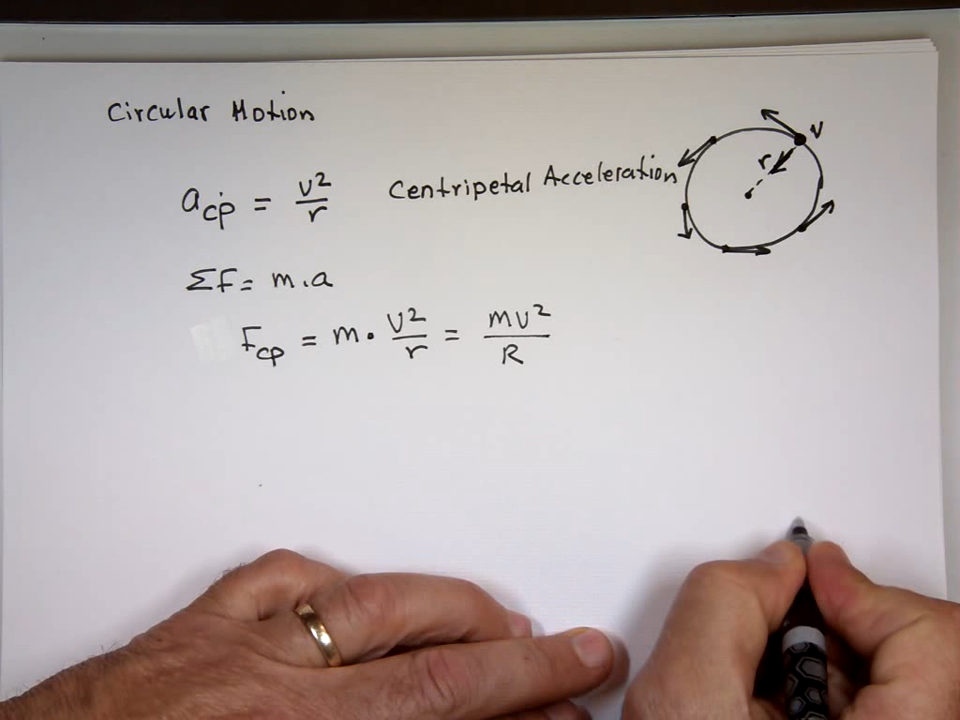 Circular Motion
a_cp = v²/r Centripetal Acceleration
v
r
ΣF = m.a
F_cp = m · v²/r = mv²/R